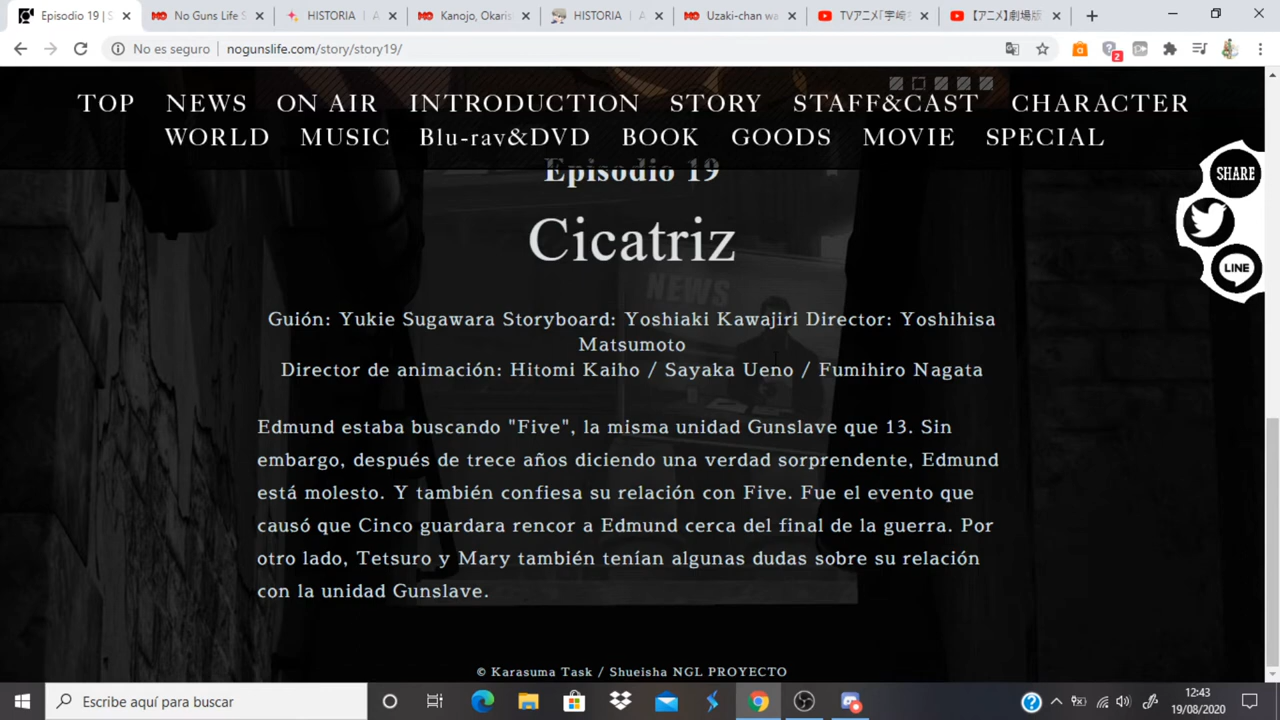 Episodio 19 | S
No Guns Life S
HISTORIA | A
Kanojo, Okaris
HISTORIA | A
Uzaki-chan wa
TVアニメ「宇崎
【アニメ】劇場版
No es seguro
nogunslife.com/story/story19/
2
TOP NEWS ON AIR INTRODUCTION STORY STAFF&CAST CHARACTER
WORLD MUSIC Blu-ray&DVD BOOK GOODS MOVIE SPECIAL
SHARE
LINE
Episodio 19
Cicatriz
NEWS
Guión: Yukie Sugawara Storyboard: Yoshiaki Kawajiri Director: Yoshihisa
Matsumoto
Director de animación: Hitomi Kaiho / Sayaka Ueno / Fumihiro Nagata
Edmund estaba buscando "Five", la misma unidad Gunslave que 13. Sin
embargo, después de trece años diciendo una verdad sorprendente, Edmund
está molesto. Y también confiesa su relación con Five. Fue el evento que
causó que Cinco guardara rencor a Edmund cerca del final de la guerra. Por
otro lado, Tetsuro y Mary también tenían algunas dudas sobre su relación
con la unidad Gunslave.
© Karasuma Task / Shueisha NGL PROYECTO
Escribe aquí para buscar
12:43
19/08/2020